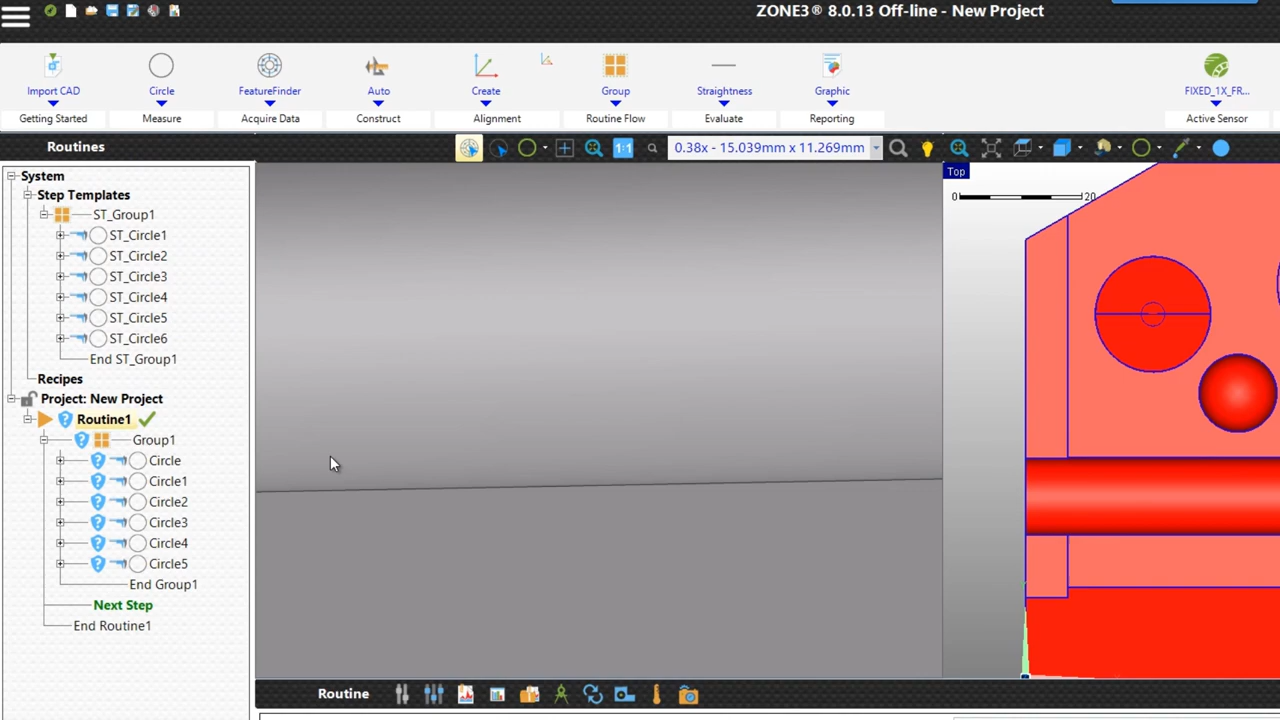 ZONE3® 8.0.13 Off-line - New Project
Import CAD
Circle
FeatureFinder
Auto
Create
Group
Straightness
Graphic
FIXED_1X_FR...
Getting Started
Measure
Acquire Data
Construct
Alignment
Routine Flow
Evaluate
Reporting
Active Sensor
Routines
1:1
0.38x - 15.039mm x 11.269mm
System
Step Templates
ST_Group1
ST_Circle1
ST_Circle2
ST_Circle3
ST_Circle4
ST_Circle5
ST_Circle6
End ST_Group1
Recipes
Project: New Project
Routine1
Group1
Circle
Circle1
Circle2
Circle3
Circle4
Circle5
End Group1
Next Step
End Routine1
Top
0 20
Routine